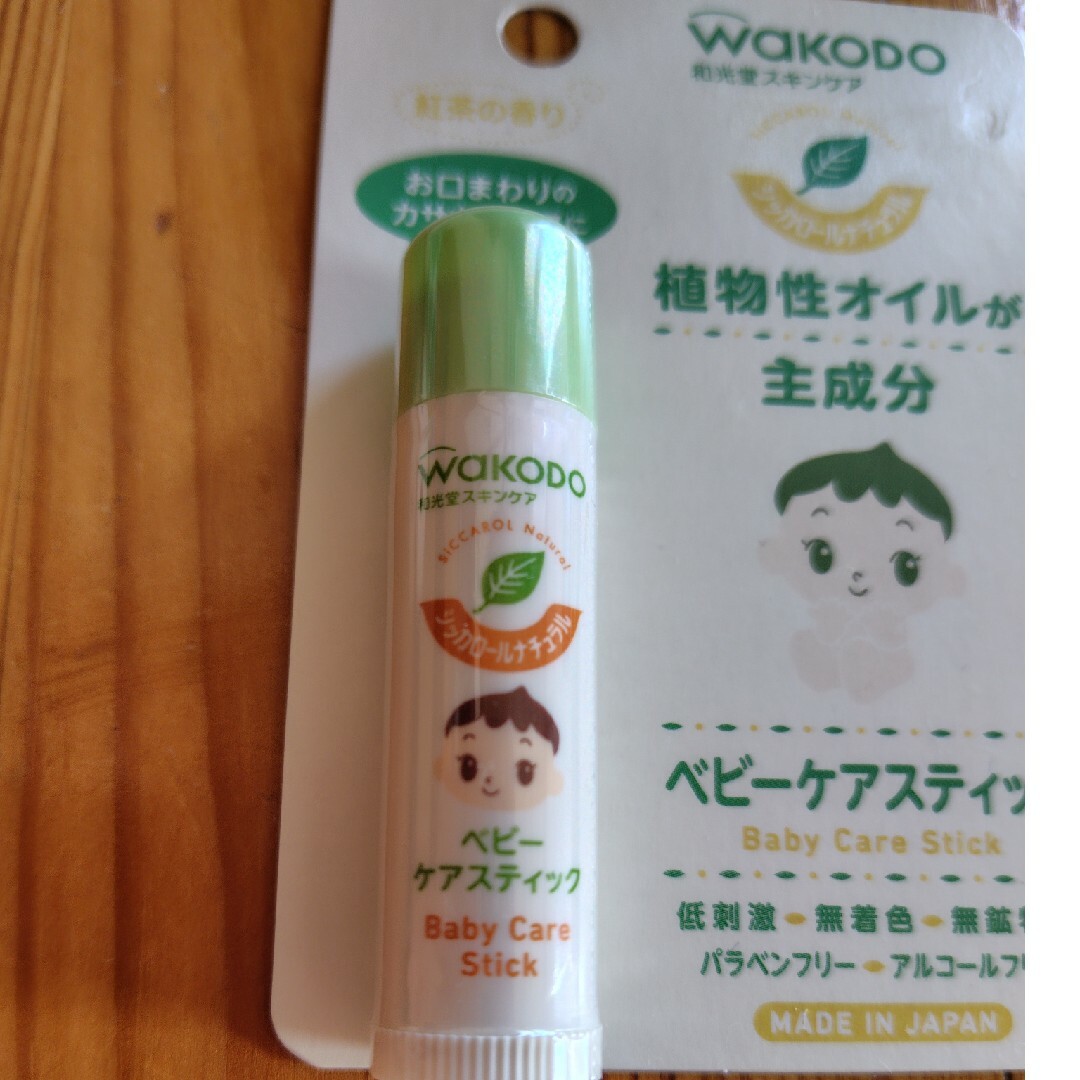 WAKODO
和光堂スキンケア
紅茶の香り
SICCAROL Natural
シッカロールナチュラル
お口まわりの
カサ
に
植物性オイルが
主成分
WAKODO
和光堂スキンケア
SICCAROL Natural
シッカロールナチュラル
ベビー
ケアスティック
Baby Care
Stick
ベビーケアスティッ
Baby Care Stick
低刺激 無着色 無鉱
パラベンフリー アルコールフ
MADE IN JAPAN